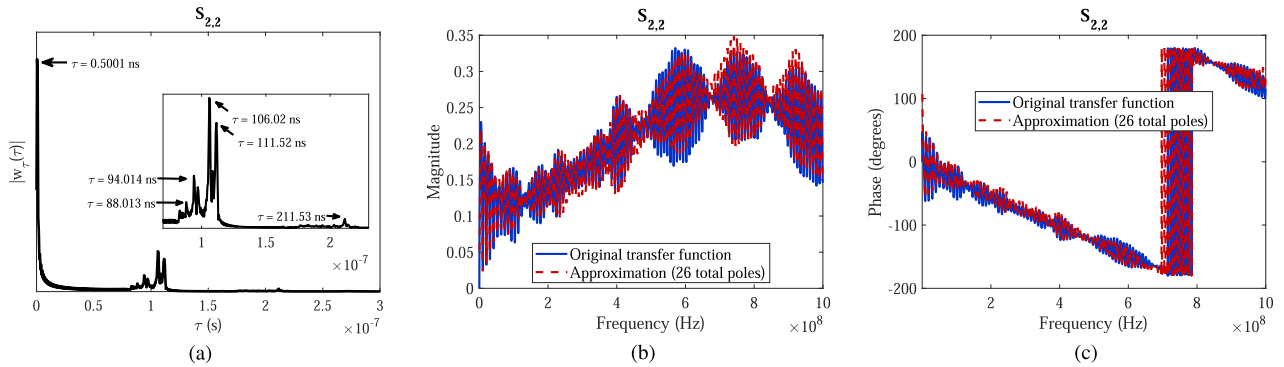 S2,2
|wτ(τ)|
τ = 0.5001 ns
τ = 106.02 ns
τ = 111.52 ns
τ = 94.014 ns
τ = 88.013 ns
τ = 211.53 ns
1 1.5 2
×10-7
0 0.5 1 1.5 2 2.5 3
τ (s)
×10-7
(a)
S2,2
Magnitude
0.35
0.3
0.25
0.2
0.15
0.1
0.05
0
Original transfer function
Approximation (26 total poles)
0 2 4 6 8 10
Frequency (Hz)
×108
(b)
S2,2
Phase (degrees)
200
100
0
-100
-200
Original transfer function
Approximation (26 total poles)
2 4 6 8 10
Frequency (Hz)
×108
(c)